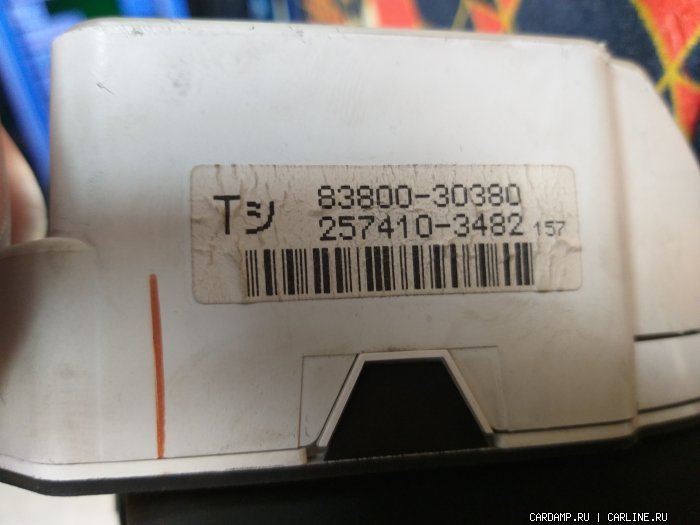 Tシ
83800-30380
257410-3482 157
CARDAMP.RU | CARLINE.RU